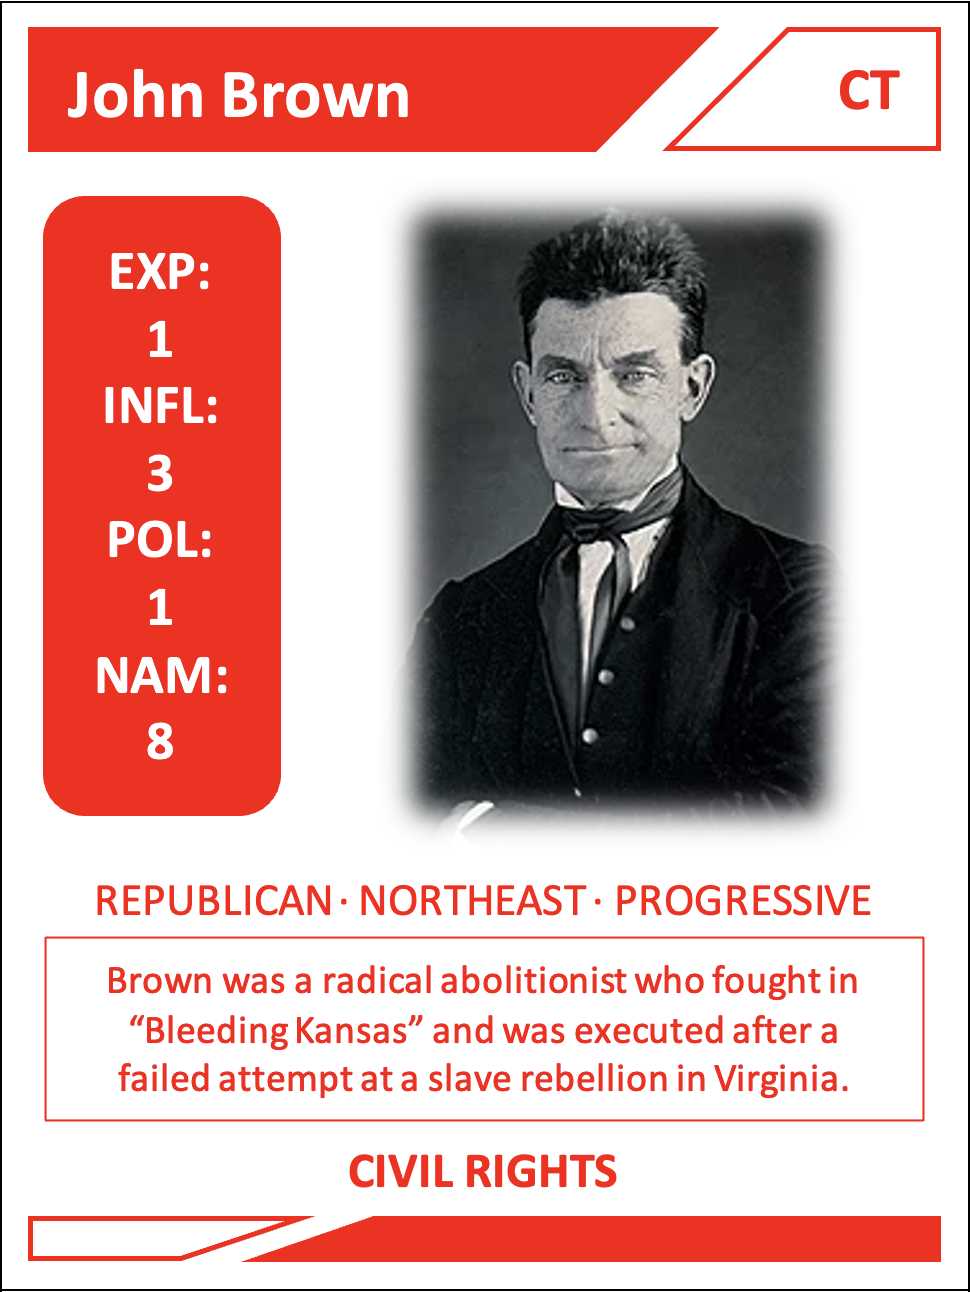 John Brown
CT
EXP:
1
INFL:
3
POL:
1
NAM:
8
REPUBLICAN · NORTHEAST · PROGRESSIVE
Brown was a radical abolitionist who fought in
“Bleeding Kansas” and was executed after a
failed attempt at a slave rebellion in Virginia.
CIVIL RIGHTS